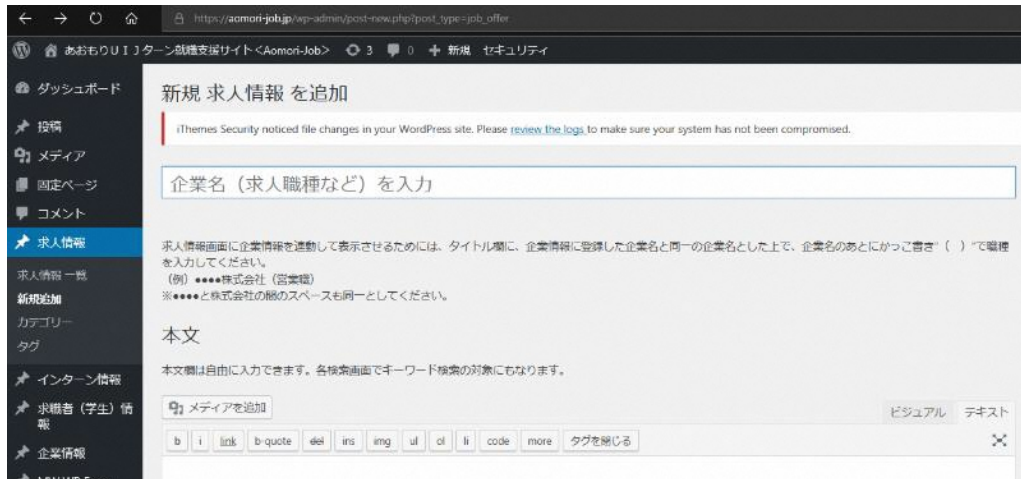 https://aomori-job.jp/wp-admin/post-new.php?post_type=job_offer
あおもりUIJターン就職支援サイト<Aomori-Job> 3 0 新規 セキュリティ
ダッシュボード
投稿
メディア
固定ページ
コメント
求人情報
求人情報 一覧
新規追加
カテゴリー
タグ
インターン情報
求職者（学生）情
報
企業情報
新規 求人情報 を追加
iThemes Security noticed file changes in your WordPress site. Please review the logs to make sure your system has not been compromised.
企業名（求人職種など）を入力
求人情報画面に企業情報を連動して表示させるためには、タイトル欄に、企業情報に登録した企業名と同一の企業名とした上で、企業名のあとにかっこ書き"（　）"で職種
を入力してください。
（例）●●●●株式会社（営業職）
※●●●●と株式会社の間のスペースも同一としてください。
本文
本文欄は自由に入力できます。各検索画面でキーワード検索の対象にもなります。
メディアを追加
ビジュアル テキスト
b i link b-quote del ins img ul ol li code more タグを閉じる